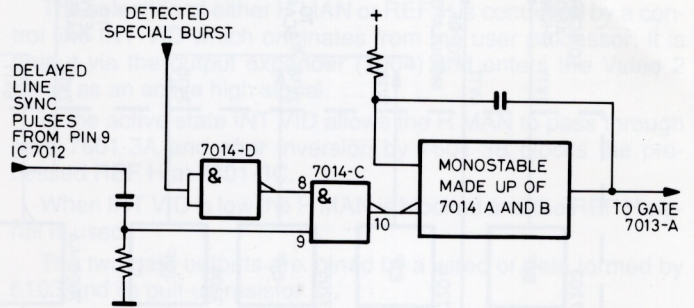 DETECTED
SPECIAL BURST
+
DELAYED
LINE
SYNC
PULSES
FROM PIN 9
IC 7012
7014-D
&
7014-C
8
&
9
10
MONOSTABLE
MADE UP OF
7014 A AND B
TO GATE
7013-A